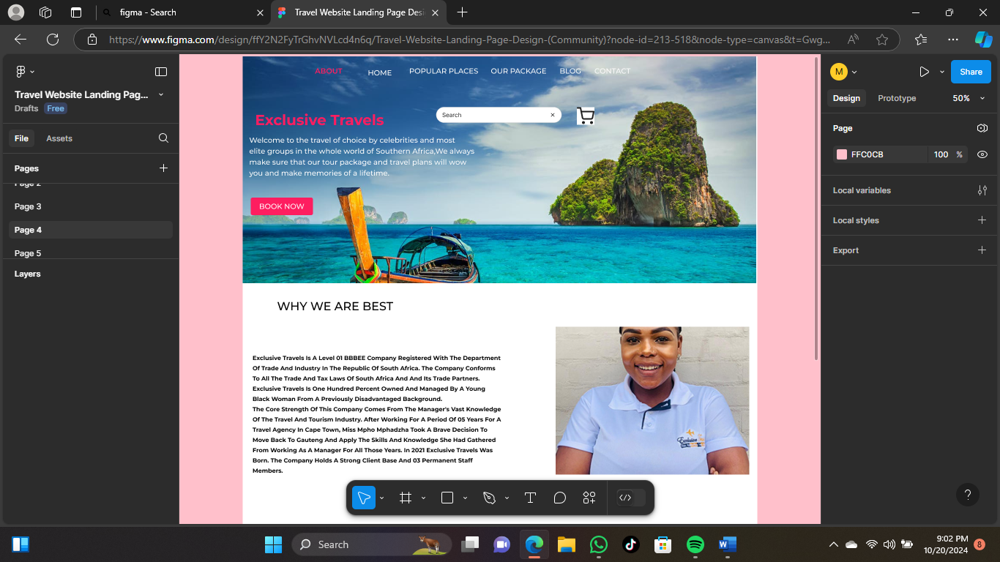 figma - Search
Travel Website Landing Page Desi
https://www.figma.com/design/ffY2N2FyTrGhvNVLcd4n6q/Travel-Website-Landing-Page-Design-(Community)?node-id=213-518&node-type=canvas&t=Gwg...
Travel Website Landing Pag...
Drafts Free
File Assets
Pages
Page 2
Page 3
Page 4
Page 5
Layers
ABOUT HOME POPULAR PLACES OUR PACKAGE BLOG CONTACT
Exclusive Travels
Search
Welcome to the travel of choice by celebrities and most
elite groups in the whole world of Southern Africa,We always
make sure that our tour package and travel plans will wow
you and make memories of a lifetime.
BOOK NOW
WHY WE ARE BEST
Exclusive Travels Is A Level 01 BBBEE Company Registered With The Department
Of Trade And Industry In The Republic Of South Africa. The Company Conforms
To All The Trade And Tax Laws Of South Africa And And Its Trade Partners.
Exclusive Travels Is One Hundred Percent Owned And Managed By A Young
Black Woman From A Previously Disadvantaged Background.
The Core Strength Of This Company Comes From The Manager's Vast Knowledge
Of The Travel And Tourism Industry. After Working For A Period Of 05 Years For A
Travel Agency In Cape Town, Miss Mpho Mphadzha Took A Brave Decision To
Move Back To Gauteng And Apply The Skills And Knowledge She Had Gathered
From Working As A Manager For All Those Years. In 2021 Exclusive Travels Was
Born. The Company Holds A Strong Client Base And 03 Permanent Staff
Members.
Exclusive
M
Share
Design Prototype 50%
Page
FFC0CB 100 %
Local variables
Local styles
Export
?
Search
9:02 PM
10/20/2024
8